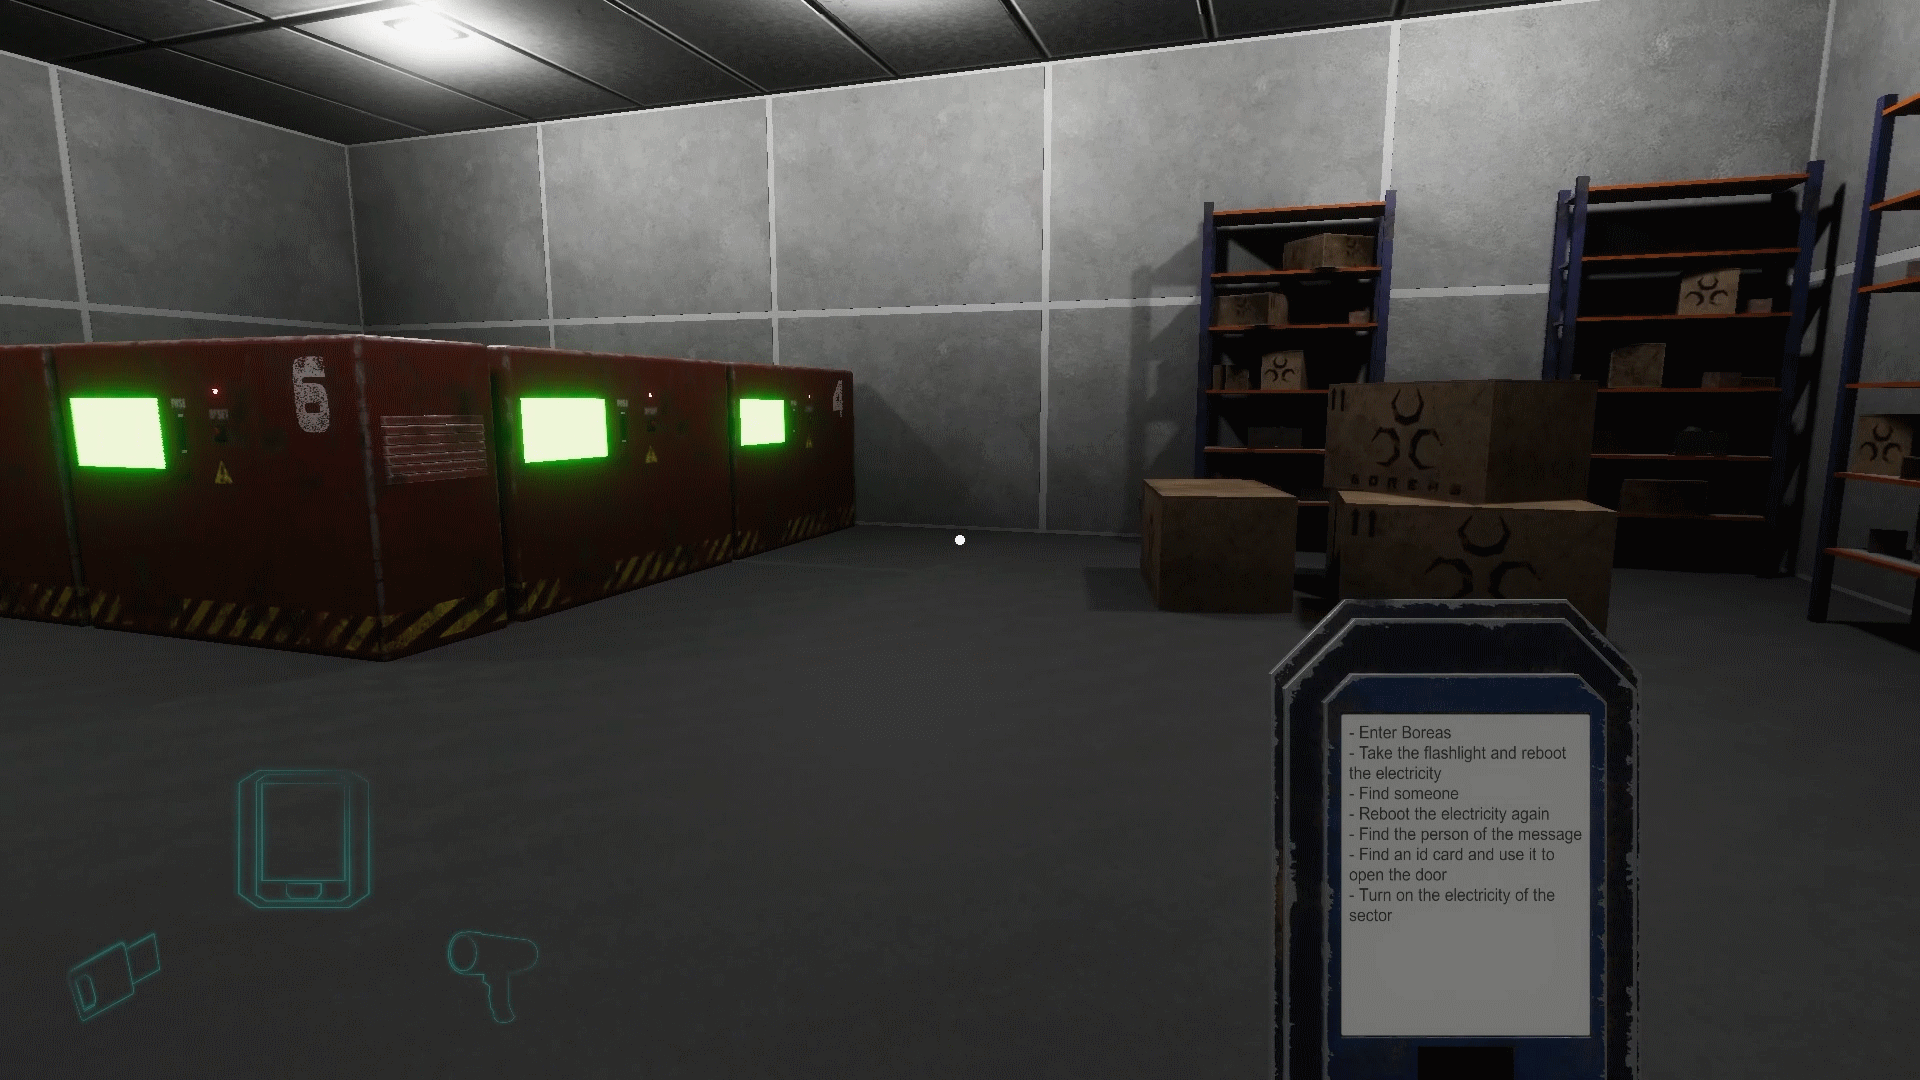 6
4
BOREAS
- Enter Boreas
- Take the flashlight and reboot
the electricity
- Find someone
- Reboot the electricity again
- Find the person of the message
- Find an id card and use it to
open the door
- Turn on the electricity of the
sector